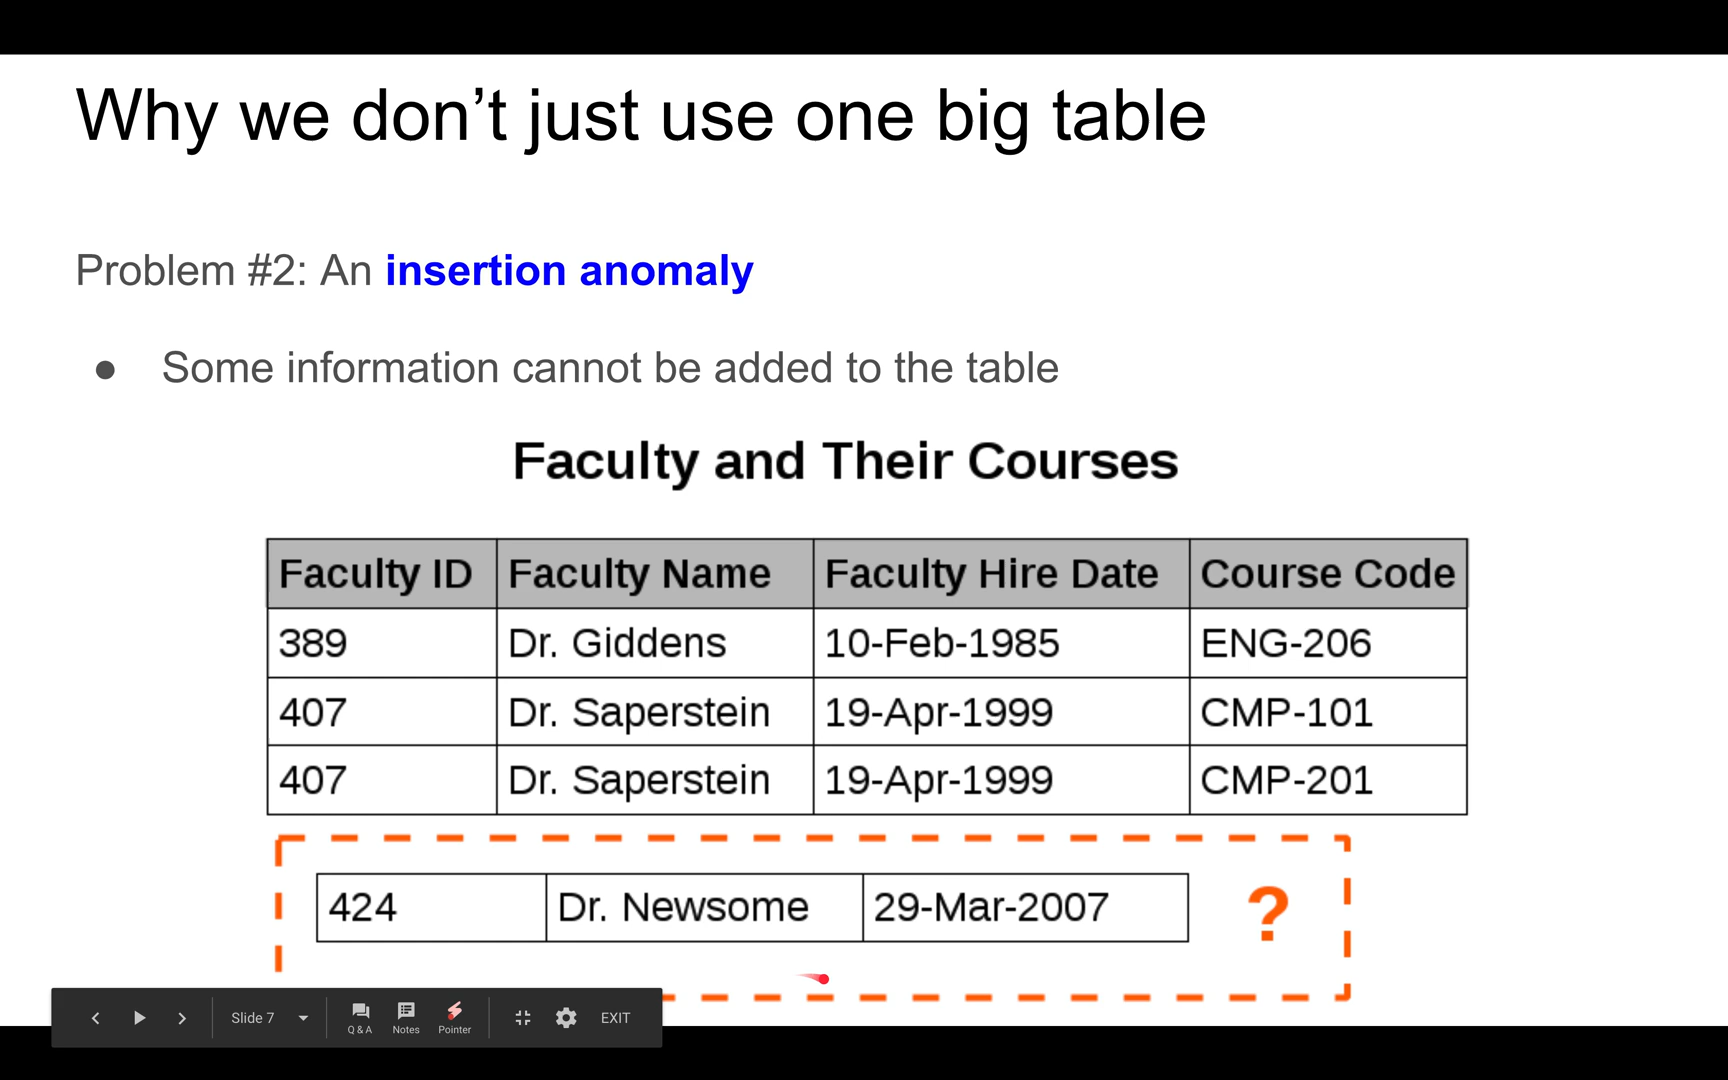 Why we don’t just use one big table
Problem #2: An insertion anomaly
● Some information cannot be added to the table
Faculty and Their Courses
Faculty ID Faculty Name Faculty Hire Date Course Code
389 Dr. Giddens 10-Feb-1985 ENG-206
407 Dr. Saperstein 19-Apr-1999 CMP-101
407 Dr. Saperstein 19-Apr-1999 CMP-201
424 Dr. Newsome 29-Mar-2007 ?
Slide 7 Q & A Notes Pointer EXIT